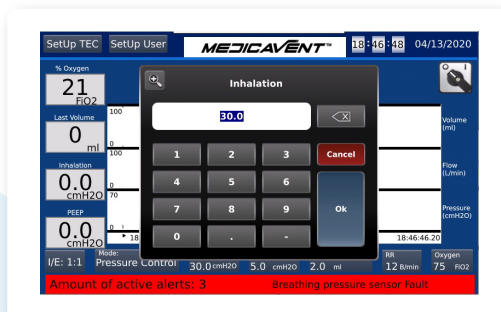 SetUp TEC SetUp User MEDICAVENT™ 18:46:48 04/13/2020
% Oxygen
21
FiO2
Last Volume
0
ml
Inhalation
0.0
cmH2O
PEEP
0.0
cmH2O
100
0
100
0
70
0
18
Inhalation
30.0
1 2 3 Cancel
4 5 6
7 8 9 Ok
0 . -
O I
Volume
(ml)
Flow
(L/min)
Pressure
(cmH2O)
18:46:46.20
I/E: 1:1
Mode:
Pressure Control
30.0 cmH2O 5.0 cmH2O 2.0 ml
RR
12 B/min
Oxygen
75 FiO2
Amount of active alerts: 3 Breathing pressure sensor Fault